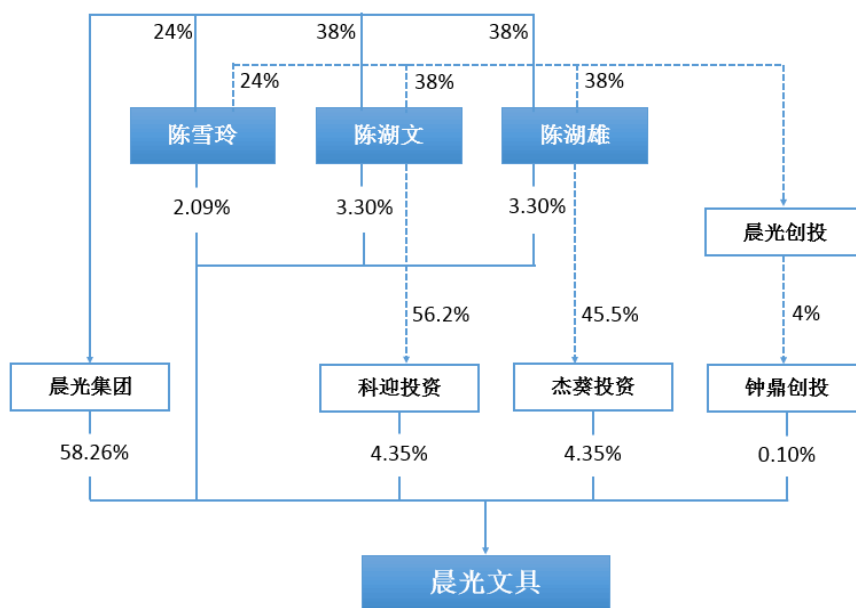 24%
38%
38%
24%
38%
38%
陈雪玲
陈湖文
陈湖雄
2.09%
3.30%
3.30%
晨光创投
56.2%
45.5%
4%
晨光集团
科迎投资
杰葵投资
钟鼎创投
58.26%
4.35%
4.35%
0.10%
晨光文具